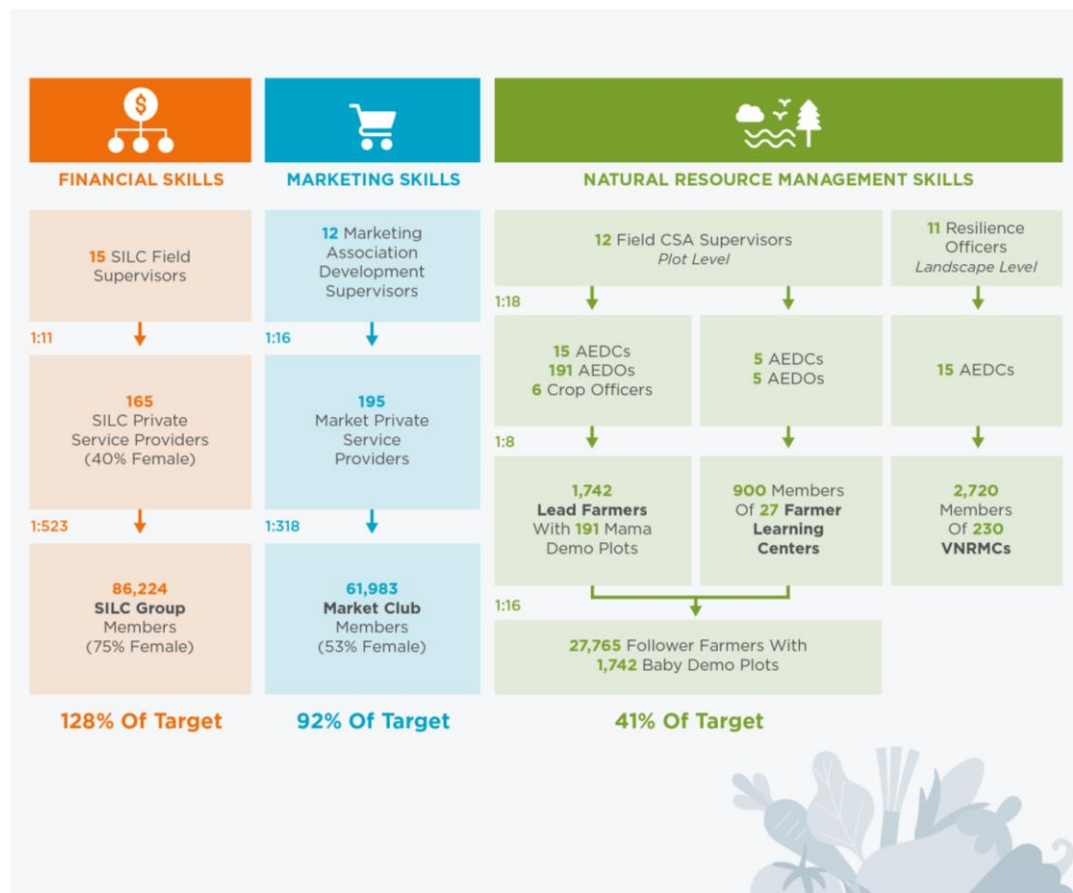 $
FINANCIAL SKILLS
15 SILC Field
Supervisors
1:11
165
SILC Private
Service Providers
(40% Female)
1:523
86,224
SILC Group
Members
(75% Female)
128% Of Target
MARKETING SKILLS
12 Marketing
Association
Development
Supervisors
1:16
195
Market Private
Service
Providers
1:318
61,983
Market Club
Members
(53% Female)
92% Of Target
NATURAL RESOURCE MANAGEMENT SKILLS
12 Field CSA Supervisors
Plot Level
11 Resilience
Officers
Landscape Level
1:18
15 AEDCs
191 AEDOs
6 Crop Officers
5 AEDCs
5 AEDOs
15 AEDCs
1:8
1,742
Lead Farmers
With 191 Mama
Demo Plots
900 Members
Of 27 Farmer
Learning
Centers
2,720
Members
Of 230
VNRMCs
1:16
27,765 Follower Farmers With
1,742 Baby Demo Plots
41% Of Target